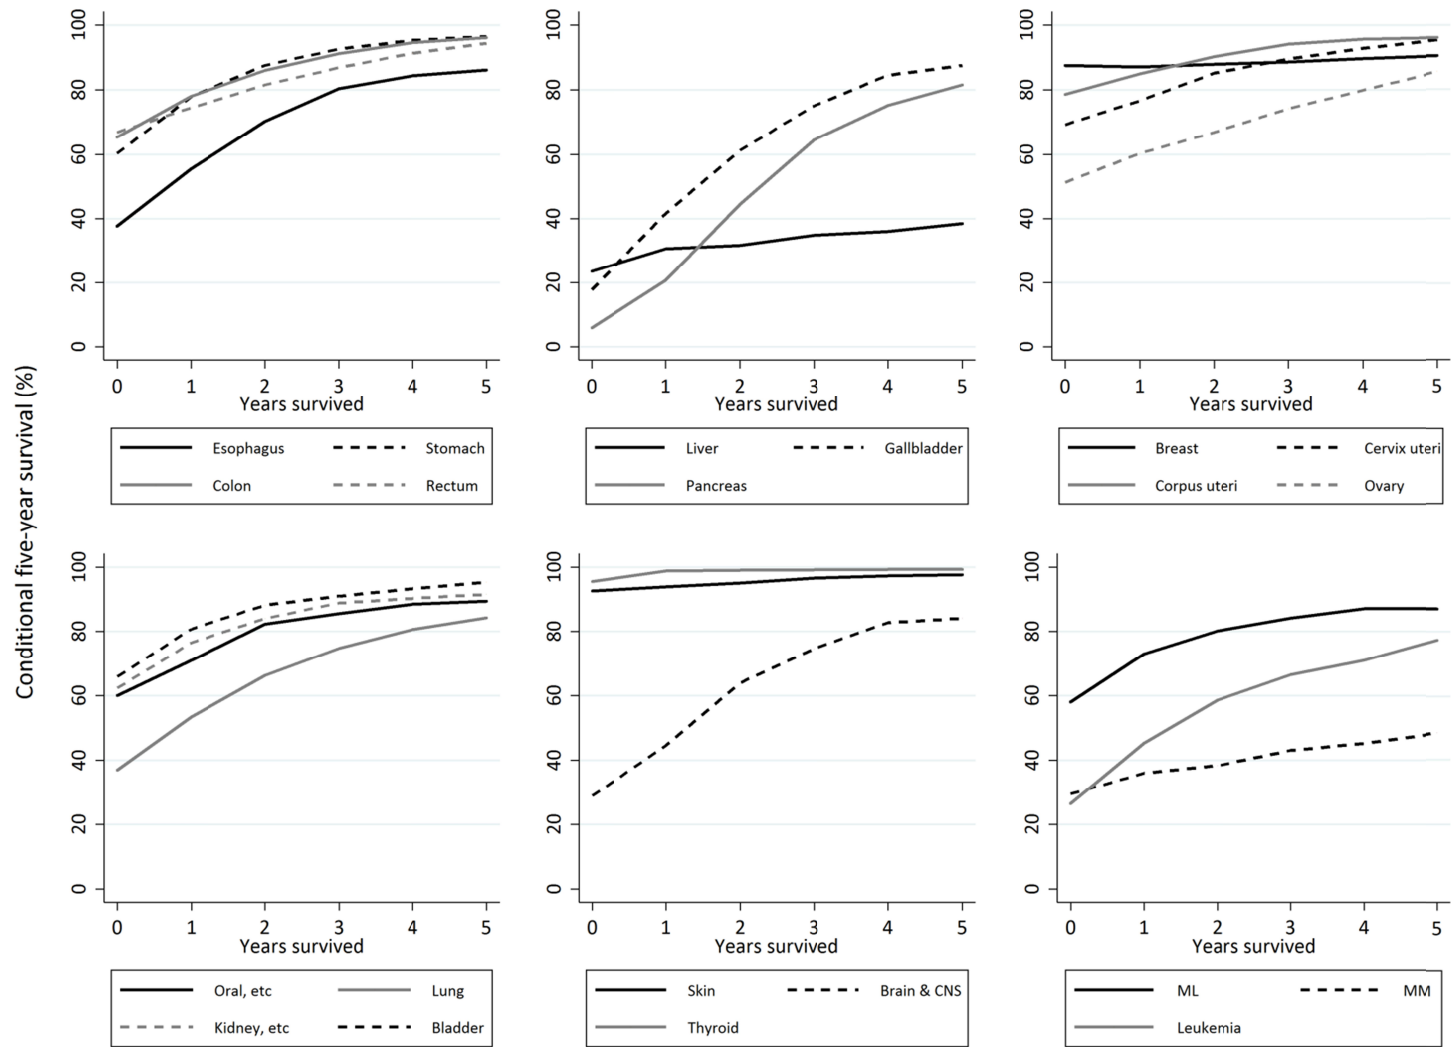 Conditional five-year survival (%)
100
80
60
40
20
0
0 1 2 3 4 5
Years survived
Esophagus Stomach
Colon Rectum
100
80
60
40
20
0
0 1 2 3 4 5
Years survived
Liver Gallbladder
Pancreas
100
80
60
40
20
0
0 1 2 3 4 5
Years survived
Breast Cervix uteri
Corpus uteri Ovary
100
80
60
40
20
0
0 1 2 3 4 5
Years survived
Oral, etc Lung
Kidney, etc Bladder
100
80
60
40
20
0
0 1 2 3 4 5
Years survived
Skin Brain & CNS
Thyroid
100
80
60
40
20
0
0 1 2 3 4 5
Years survived
ML MM
Leukemia